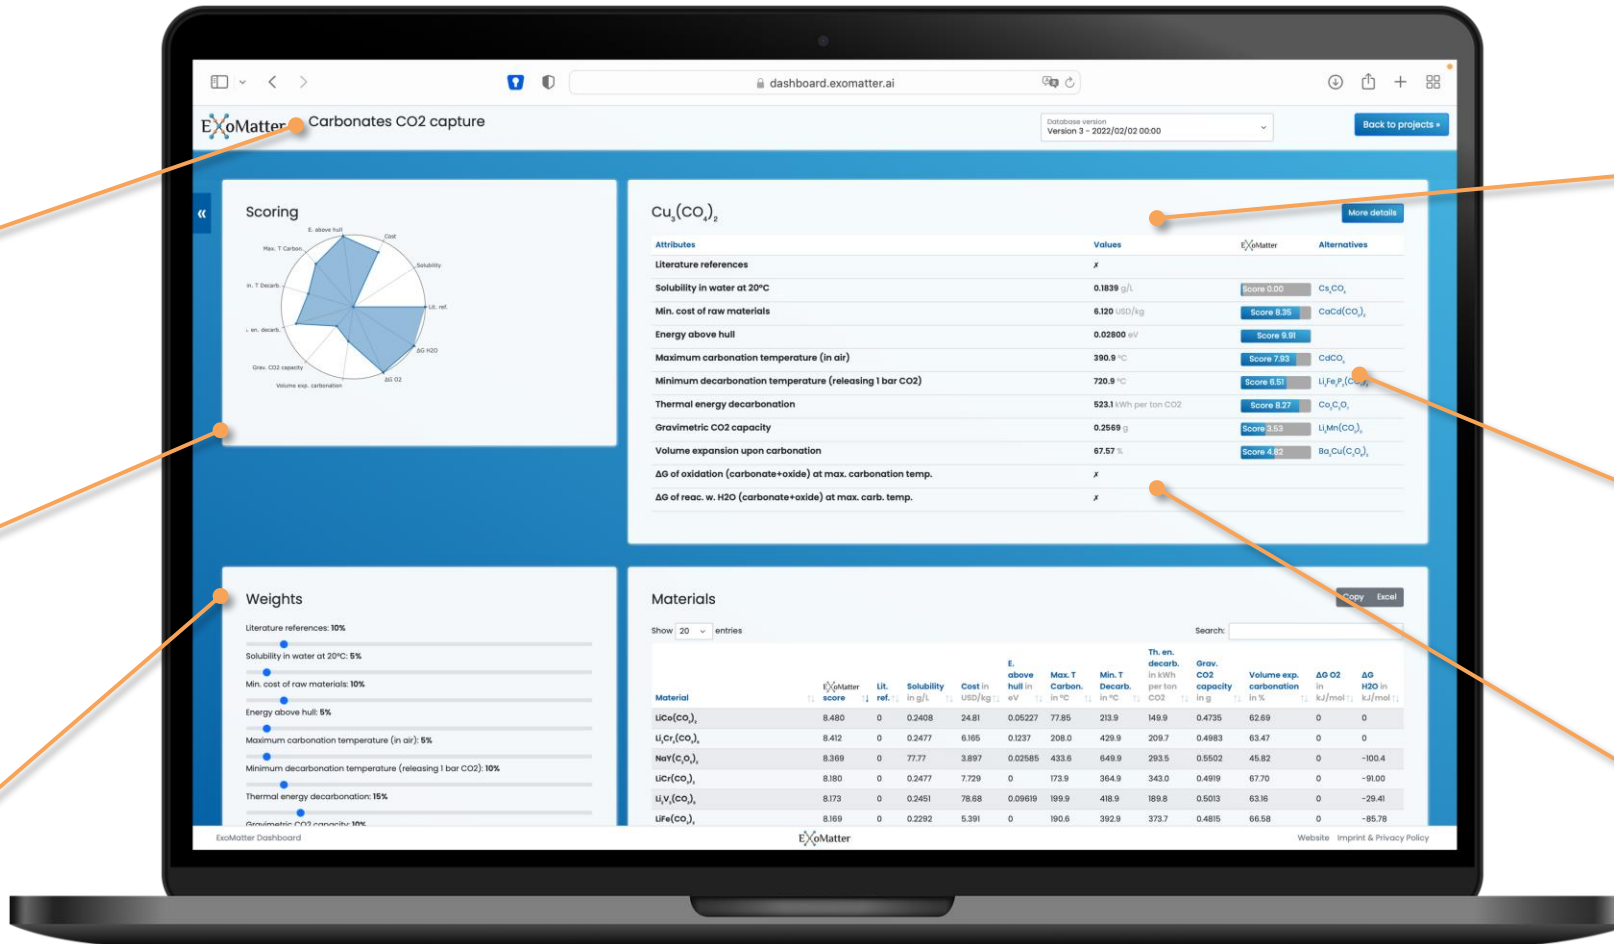 dashboard.exomatter.ai
EXoMatter
Carbonates CO2 capture
Database version
Version 3 - 2022/02/02 00:00
Back to projects »
«
Scoring
E. above hull
Cost
Max. T Carbon.
Solubility
in. T Decarb.
Lit. ref.
. en. decarb.
ΔG H2O
Grav. CO2 capacity
ΔG O2
Volume exp. carbonation
Cu₃(CO₄)₂
More details
Attributes Values EXoMatter Alternatives
Literature references ✗
Solubility in water at 20°C 0.1839 g/L Score 0.00 Cs₂CO₃
Min. cost of raw materials 6.120 USD/kg Score 8.35 CaCd(CO₃)₂
Energy above hull 0.02800 eV Score 9.91
Maximum carbonation temperature (in air) 390.9 °C Score 7.93 CdCO₃
Minimum decarbonation temperature (releasing 1 bar CO2) 720.9 °C Score 6.51
Thermal energy decarbonation 523.1 kWh per ton CO2 Score 8.27
Gravimetric CO2 capacity 0.2569 g Score 3.53
Volume expansion upon carbonation 67.57 % Score 4.82
ΔG of oxidation (carbonate+oxide) at max. carbonation temp. ✗
ΔG of reac. w. H2O (carbonate+oxide) at max. carb. temp. ✗
Weights
Literature references: 10%
Solubility in water at 20°C: 5%
Min. cost of raw materials: 10%
Energy above hull: 5%
Maximum carbonation temperature (in air): 5%
Minimum decarbonation temperature (releasing 1 bar CO2): 10%
Thermal energy decarbonation: 15%
Gravimetric CO2 capacity: 10%
Materials
Copy Excel
Show 20 entries
Search:
Material EXoMatter score Lit. ref. Solubility in g/L Cost in USD/kg E. above hull in eV Max. T Carbon. in °C Min. T Decarb. in °C Th. en. decarb. in kWh per ton CO2 Grav. CO2 capacity in g Volume exp. carbonation in % ΔG O2 in kJ/mol ΔG H2O in kJ/mol
8.480 0 0.2408 24.81 0.05227 77.85 213.9 149.9 0.4735 62.69 0 0
8.412 0 0.2477 6.165 0.1237 208.0 429.9 209.7 0.4983 63.47 0 0
8.369 0 77.77 3.897 0.02585 433.6 649.9 293.5 0.5502 45.82 0 -100.4
8.180 0 0.2477 7.729 0 173.9 364.9 343.0 0.4919 67.70 0 -91.00
8.173 0 0.2451 78.68 0.09619 199.9 418.9 189.8 0.5013 63.16 0 -29.41
8.169 0 0.2292 5.391 0 190.6 392.9 373.7 0.4815 66.58 0 -85.78
ExoMatter Dashboard
EXoMatter
Website Imprint & Privacy Policy